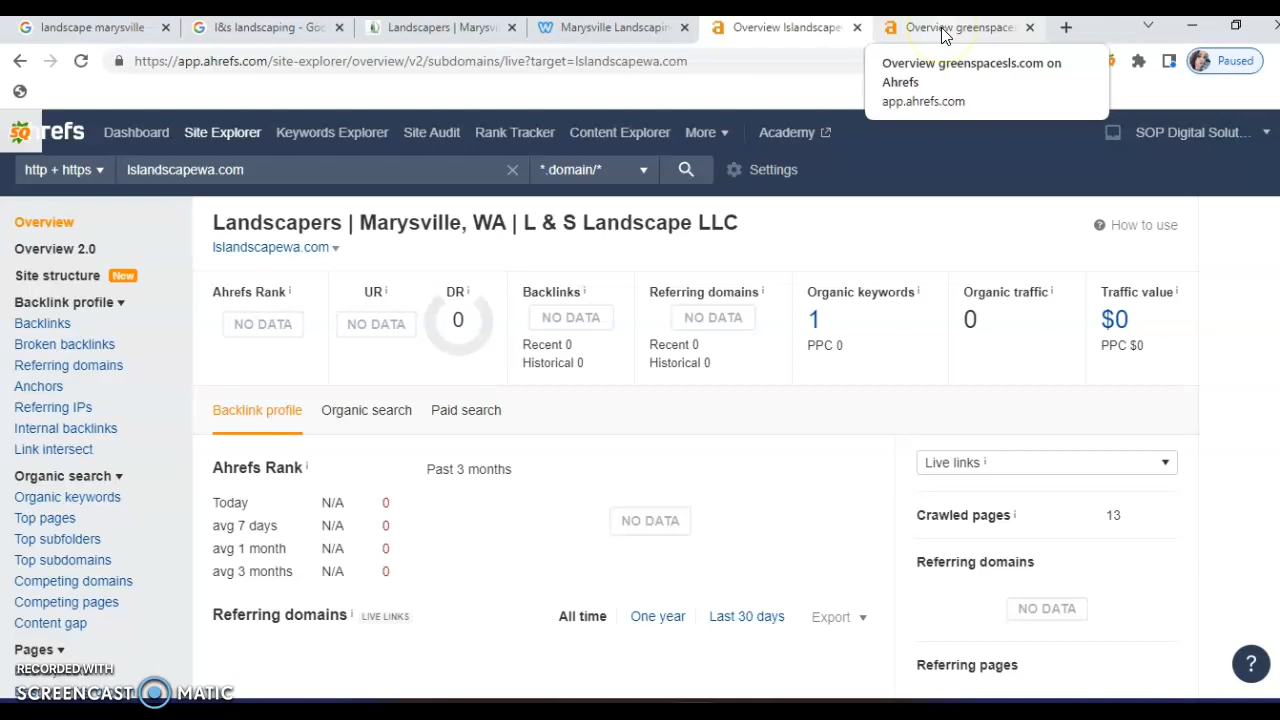 landscape marysville
l&s landscaping - Goo
Landscapers | Marysvi
Marysville Landscapin
Overview lslandscape
Overview greenspaces
https://app.ahrefs.com/site-explorer/overview/v2/subdomains/live?target=lslandscapewa.com
Paused
Overview greenspacesls.com on
Ahrefs
app.ahrefs.com
hrefs
Dashboard
Site Explorer
Keywords Explorer
Site Audit
Rank Tracker
Content Explorer
More
Academy
SOP Digital Solut...
http + https
lslandscapewa.com
*.domain/*
Settings
Overview
Overview 2.0
Site structure New
Backlink profile
Backlinks
Broken backlinks
Referring domains
Anchors
Referring IPs
Internal backlinks
Link intersect
Organic search
Organic keywords
Top pages
Top subfolders
Top subdomains
Competing domains
Competing pages
Content gap
Pages
Landscapers | Marysville, WA | L & S Landscape LLC
How to use
lslandscapewa.com
Ahrefs Rank
NO DATA
UR
NO DATA
DR
0
Backlinks
NO DATA
Recent 0
Historical 0
Referring domains
NO DATA
Recent 0
Historical 0
Organic keywords
1
PPC 0
Organic traffic
0
Traffic value
$0
PPC $0
Backlink profile
Organic search
Paid search
Ahrefs Rank
Past 3 months
Today N/A 0
avg 7 days N/A 0
avg 1 month N/A 0
avg 3 months N/A 0
NO DATA
Referring domains LIVE LINKS
All time
One year
Last 30 days
Export
Live links
Crawled pages 13
Referring domains
NO DATA
Referring pages
?
RECORDED WITH
SCREENCAST MATIC